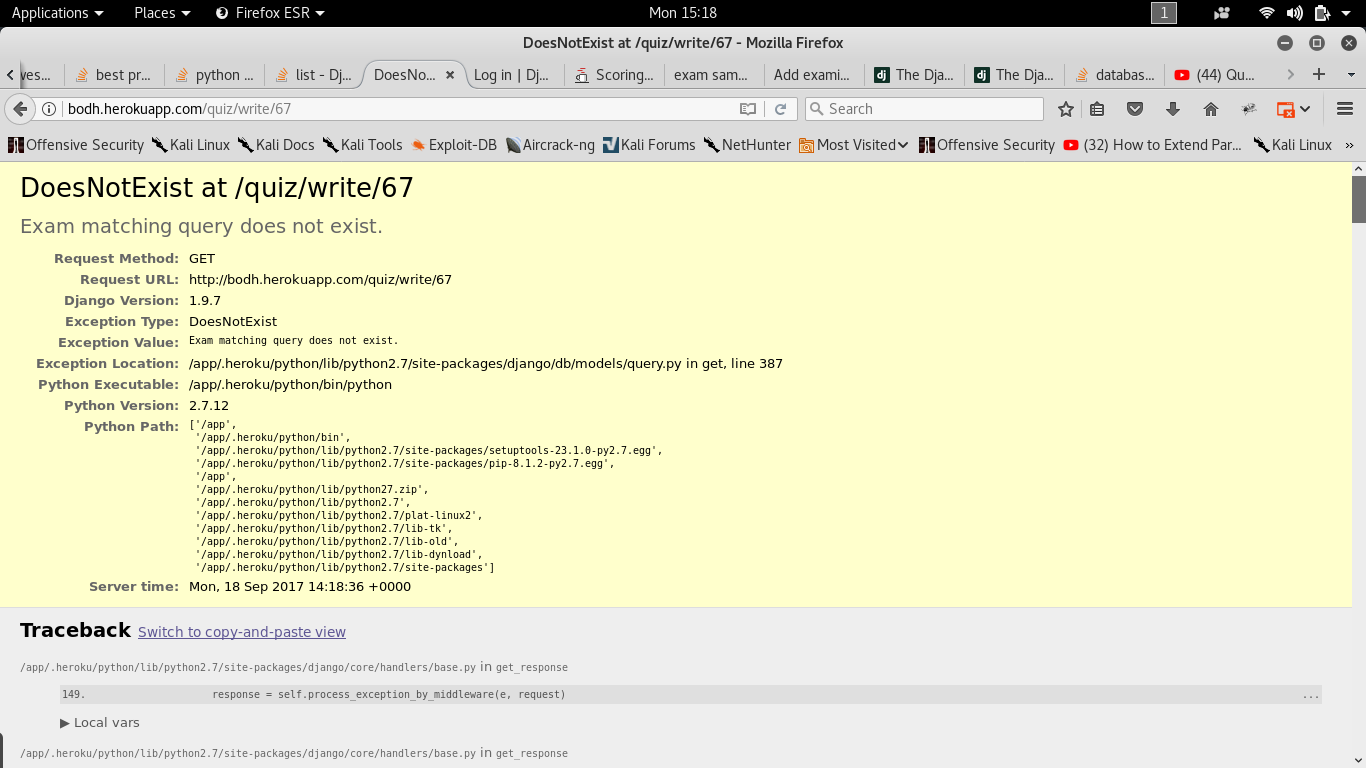 Applications Places Firefox ESR Mon 15:18 1
DoesNotExist at /quiz/write/67 - Mozilla Firefox
ves... best pr... python ... list - Dj... DoesNo... Log in | Dj... Scoring... exam sam... Add exami... The Dja... The Dja... databas... (44) Qu...
bodh.herokuapp.com/quiz/write/67 Search
Offensive Security Kali Linux Kali Docs Kali Tools Exploit-DB Aircrack-ng Kali Forums NetHunter Most Visited Offensive Security (32) How to Extend Par... Kali Linux »
DoesNotExist at /quiz/write/67
Exam matching query does not exist.
Request Method: GET
Request URL: http://bodh.herokuapp.com/quiz/write/67
Django Version: 1.9.7
Exception Type: DoesNotExist
Exception Value: Exam matching query does not exist.
Exception Location: /app/.heroku/python/lib/python2.7/site-packages/django/db/models/query.py in get, line 387
Python Executable: /app/.heroku/python/bin/python
Python Version: 2.7.12
Python Path: ['/app',
'/app/.heroku/python/bin',
'/app/.heroku/python/lib/python2.7/site-packages/setuptools-23.1.0-py2.7.egg',
'/app/.heroku/python/lib/python2.7/site-packages/pip-8.1.2-py2.7.egg',
'/app',
'/app/.heroku/python/lib/python27.zip',
'/app/.heroku/python/lib/python2.7',
'/app/.heroku/python/lib/python2.7/plat-linux2',
'/app/.heroku/python/lib/python2.7/lib-tk',
'/app/.heroku/python/lib/python2.7/lib-old',
'/app/.heroku/python/lib/python2.7/lib-dynload',
'/app/.heroku/python/lib/python2.7/site-packages']
Server time: Mon, 18 Sep 2017 14:18:36 +0000
Traceback Switch to copy-and-paste view
/app/.heroku/python/lib/python2.7/site-packages/django/core/handlers/base.py in get_response
149. response = self.process_exception_by_middleware(e, request) ...
▶ Local vars
/app/.heroku/python/lib/python2.7/site-packages/django/core/handlers/base.py in get_response